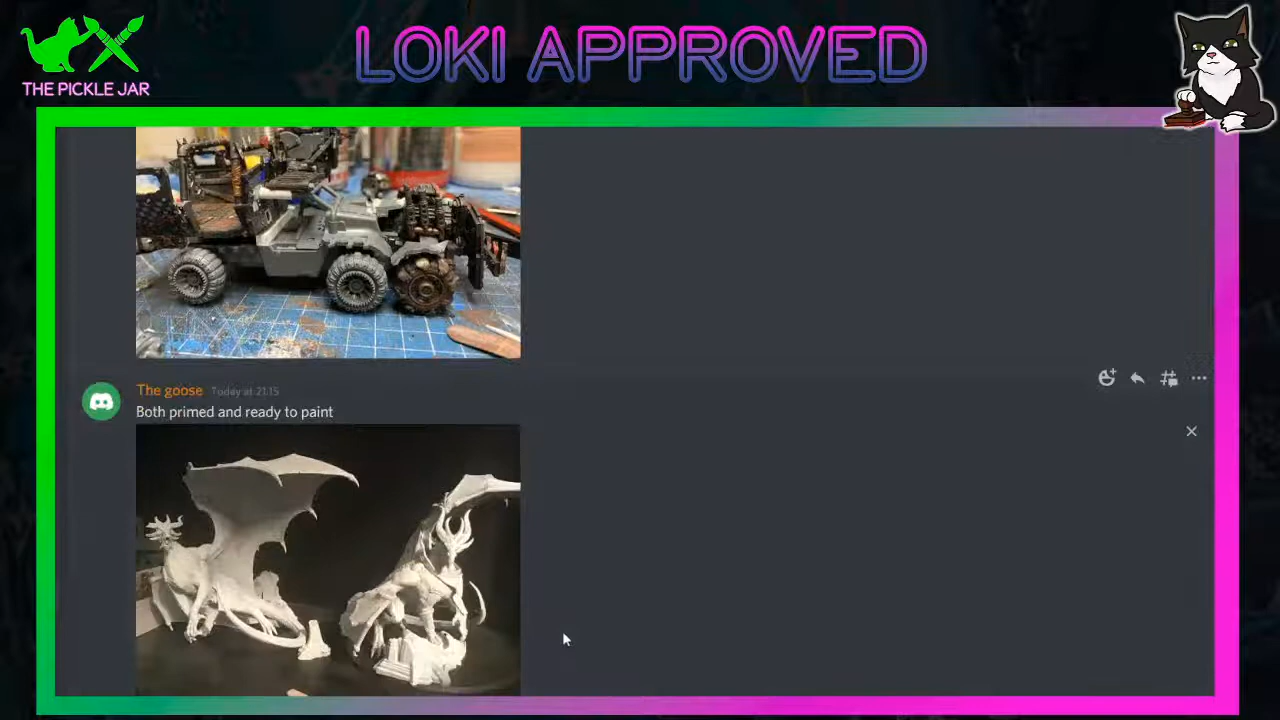 LOKI APPROVED
THE PICKLE JAR
The goose Today at 21.15
Both primed and ready to paint